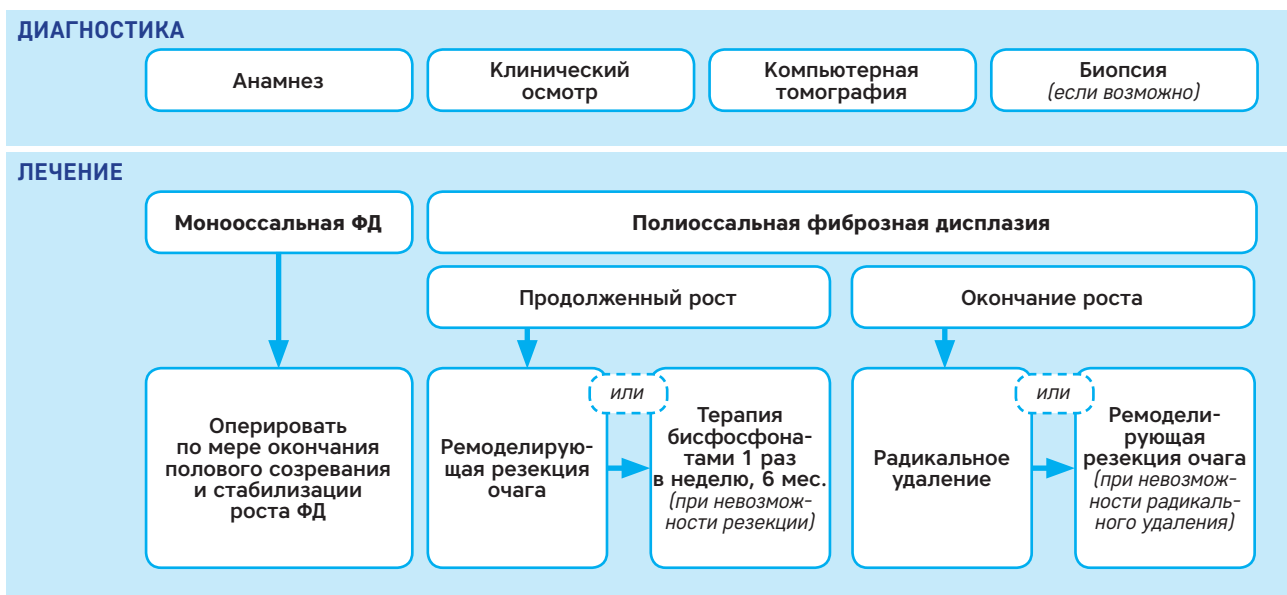 ДИАГНОСТИКА
Анамнез
Клинический
осмотр
Компьютерная
томография
Биопсия
(если возможно)
ЛЕЧЕНИЕ
Монооссальная ФД
Полиоссальная фиброзная дисплазия
Продолженный рост
Окончание роста
Оперировать
по мере окончания
полового созревания
и стабилизации
роста ФД
Ремоделирую-
щая резекция
очага
или
Терапия
бисфосфона-
тами 1 раз
в неделю, 6 мес.
(при невозмож-
ности резекции)
Радикальное
удаление
или
Ремодели-
рующая
резекция очага
(при невозмож-
ности радикаль-
ного удаления)